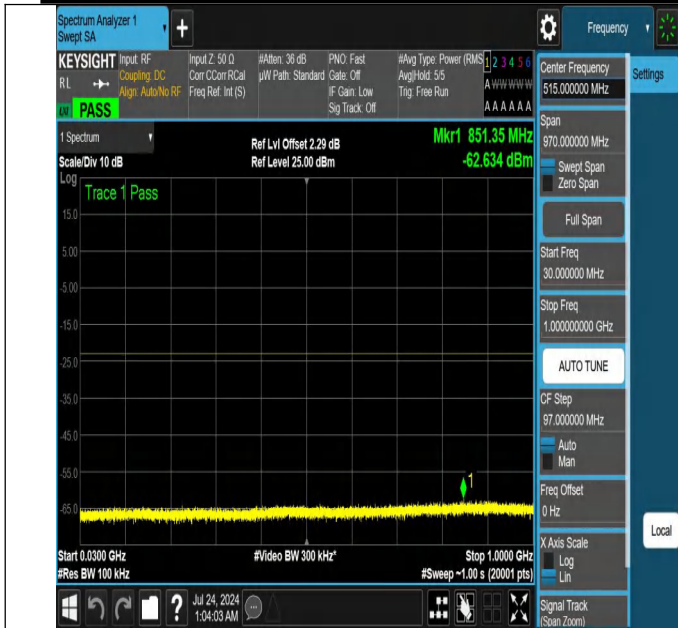 Spectrum Analyzer 1
Swept SA
+
Frequency
KEYSIGHT
RL
PASS
Input: RF
Coupling: DC
Align: Auto/No RF
Input Z: 50 Ω
Corr CCorr RCal
Freq Ref: Int (S)
#Atten: 36 dB
µW Path: Standard
PNO: Fast
Gate: Off
IF Gain: Low
Sig Track: Off
#Avg Type: Power (RMS
Avg|Hold: 5/5
Trig: Free Run
1 2 3 4 5 6
A W W W W W
A A A A A A
1 Spectrum
Scale/Div 10 dB
Log
Ref Lvl Offset 2.29 dB
Ref Level 25.00 dBm
Mkr1 851.35 MHz
-62.634 dBm
Trace 1 Pass
15.0
5.00
-5.00
-15.0
-25.0
-35.0
-45.0
-55.0
-65.0
1
Start 0.0300 GHz
#Res BW 100 kHz
#Video BW 300 kHz*
Stop 1.0000 GHz
#Sweep ~1.00 s (20001 pts)
?
Jul 24, 2024
1:04:03 AM
Center Frequency
515.000000 MHz
Settings
Span
970.000000 MHz
Swept Span
Zero Span
Full Span
Start Freq
30.000000 MHz
Stop Freq
1.000000000 GHz
AUTO TUNE
CF Step
97.000000 MHz
Auto
Man
Freq Offset
0 Hz
X Axis Scale
Log
Lin
Local
Signal Track
(Span Zoom)